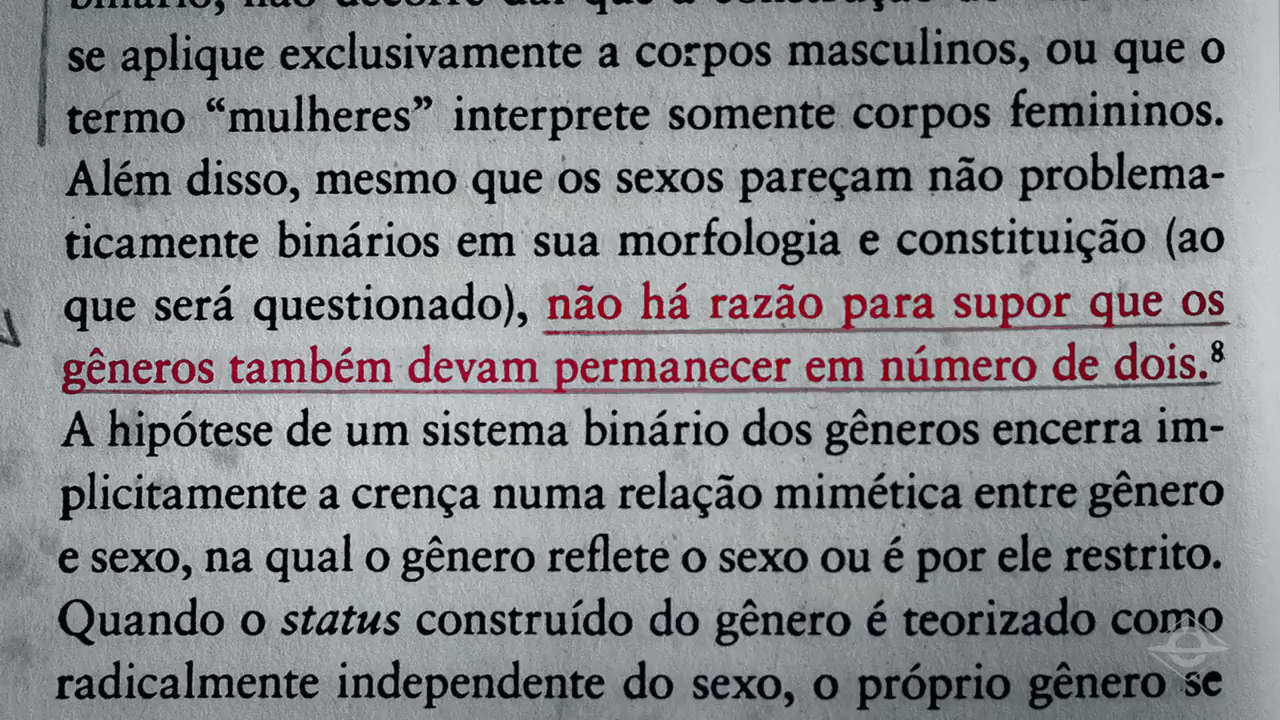 se aplique exclusivamente a corpos masculinos, ou que o
termo “mulheres” interprete somente corpos femininos.
Além disso, mesmo que os sexos pareçam não problema-
ticamente binários em sua morfologia e constituição (ao
que será questionado), não há razão para supor que os
gêneros também devam permanecer em número de dois.⁸
A hipótese de um sistema binário dos gêneros encerra im-
plicitamente a crença numa relação mimética entre gênero
e sexo, na qual o gênero reflete o sexo ou é por ele restrito.
Quando o status construído do gênero é teorizado como
radicalmente independente do sexo, o próprio gênero se